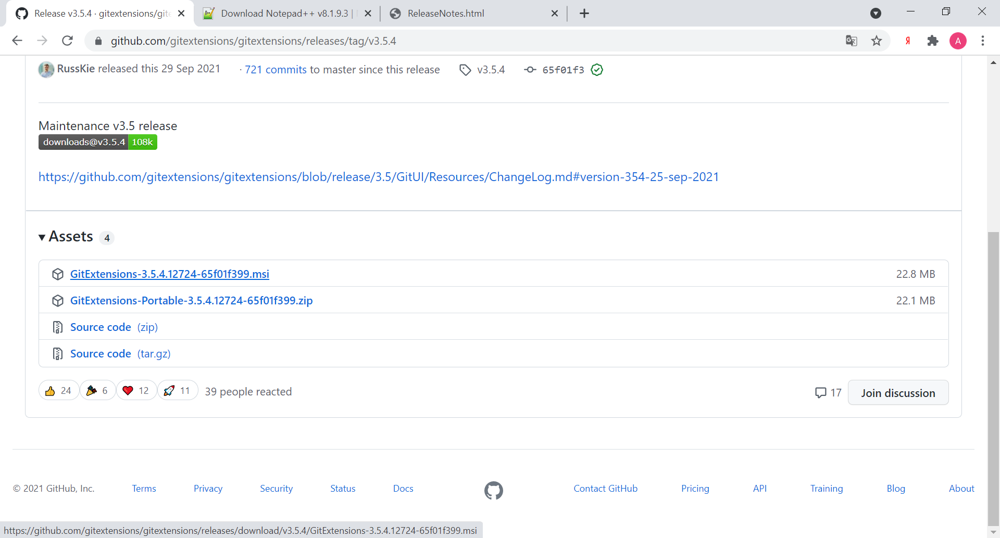 Release v3.5.4 · gitextensions/gite
Download Notepad++ v8.1.9.3 |
ReleaseNotes.html
github.com/gitextensions/gitextensions/releases/tag/v3.5.4
Я
A
RussKie released this 29 Sep 2021 · 721 commits to master since this release v3.5.4 65f01f3
Maintenance v3.5 release
downloads@v3.5.4 108k
https://github.com/gitextensions/gitextensions/blob/release/3.5/GitUI/Resources/ChangeLog.md#version-354-25-sep-2021
Assets 4
GitExtensions-3.5.4.12724-65f01f399.msi 22.8 MB
GitExtensions-Portable-3.5.4.12724-65f01f399.zip 22.1 MB
Source code (zip)
Source code (tar.gz)
24 6 12 11 39 people reacted 17 Join discussion
© 2021 GitHub, Inc. Terms Privacy Security Status Docs Contact GitHub Pricing API Training Blog About
https://github.com/gitextensions/gitextensions/releases/download/v3.5.4/GitExtensions-3.5.4.12724-65f01f399.msi